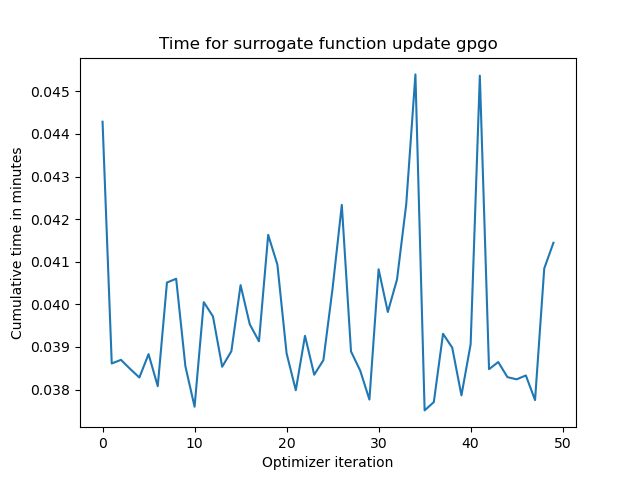 Time for surrogate function update gpgo
0.045
0.044
0.043
0.042
0.041
0.040
0.039
0.038
Cumulative time in minutes
0 10 20 30 40 50
Optimizer iteration